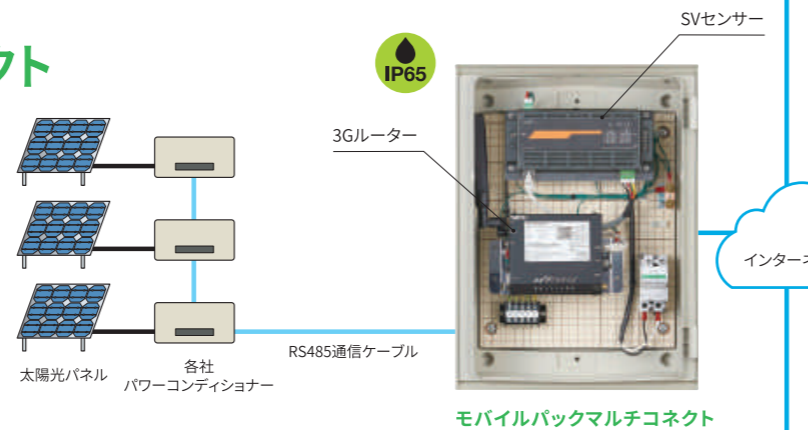 クト
IP65
SVセンサー
3Gルーター
インターネ
RS485通信ケーブル
太陽光パネル
各社
パワーコンディショナー
モバイルパックマルチコネクト